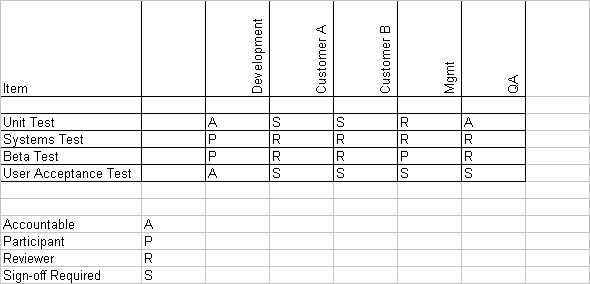 Item Development Customer A Customer B Mgmt QA
Unit Test A S S R A
Systems Test P R R R R
Beta Test P R R P R
User Acceptance Test A S S S S
Accountable A
Participant P
Reviewer R
Sign-off Required S